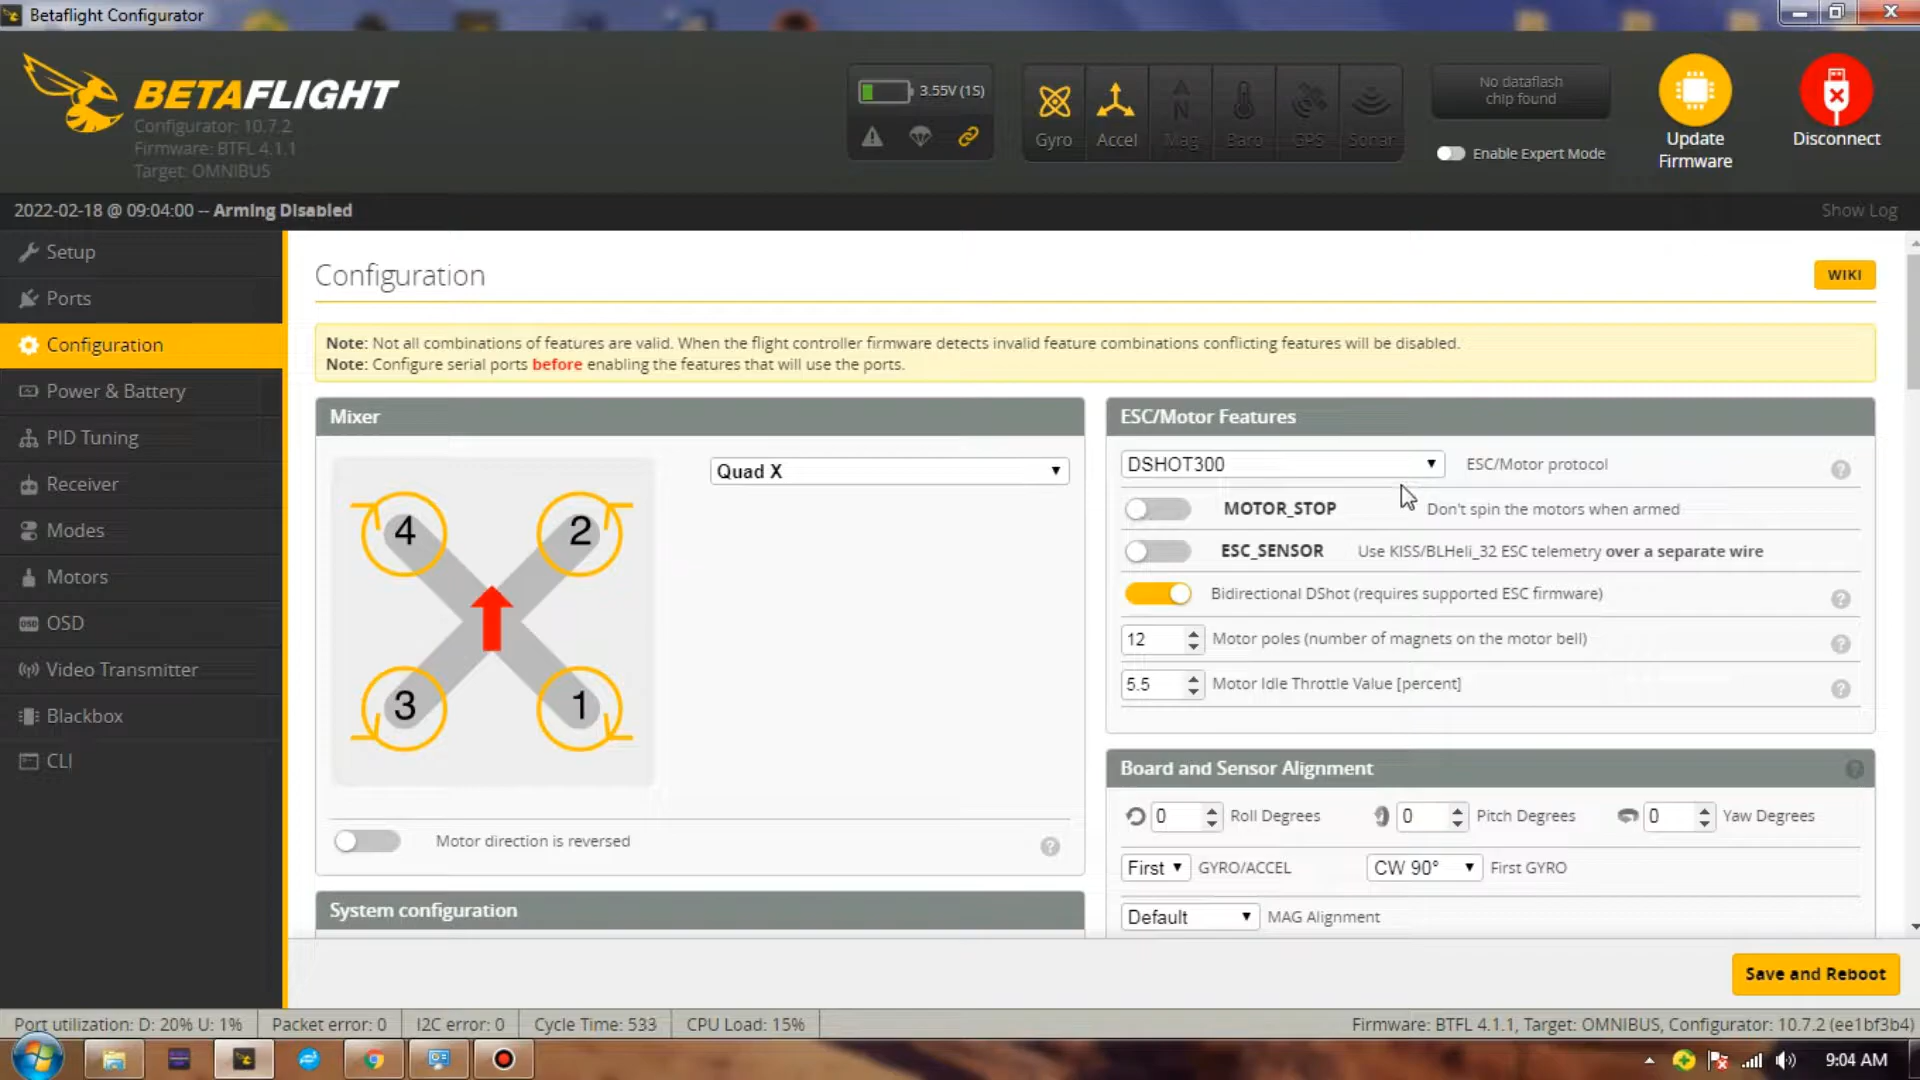 Betaflight Configurator
BETAFLIGHT
Configurator: 10.7.2
Firmware: BTFL 4.1.1
Target: OMNIBUS
3.55V (1S)
Gyro
Accel
Mag
Baro
GPS
Sonar
No dataflash
chip found
Enable Expert Mode
Update
Firmware
Disconnect
2022-02-18 @ 09:04:00 -- Arming Disabled
Show Log
Setup
Ports
Configuration
Power & Battery
PID Tuning
Receiver
Modes
Motors
OSD
Video Transmitter
Blackbox
CLI
Configuration
WIKI
Note: Not all combinations of features are valid. When the flight controller firmware detects invalid feature combinations conflicting features will be disabled.
Note: Configure serial ports before enabling the features that will use the ports.
Mixer
Quad X
4
2
3
1
Motor direction is reversed
System configuration
ESC/Motor Features
DSHOT300 ESC/Motor protocol
MOTOR_STOP Don't spin the motors when armed
ESC_SENSOR Use KISS/BLHeli_32 ESC telemetry over a separate wire
Bidirectional DShot (requires supported ESC firmware)
12 Motor poles (number of magnets on the motor bell)
5.5 Motor Idle Throttle Value [percent]
Board and Sensor Alignment
0 Roll Degrees 0 Pitch Degrees 0 Yaw Degrees
First GYRO/ACCEL CW 90° First GYRO
Default MAG Alignment
Save and Reboot
Port utilization: D: 20% U: 1% Packet error: 0 I2C error: 0 Cycle Time: 533 CPU Load: 15% Firmware: BTFL 4.1.1, Target: OMNIBUS, Configurator: 10.7.2 (ee1bf3b4)
9:04 AM